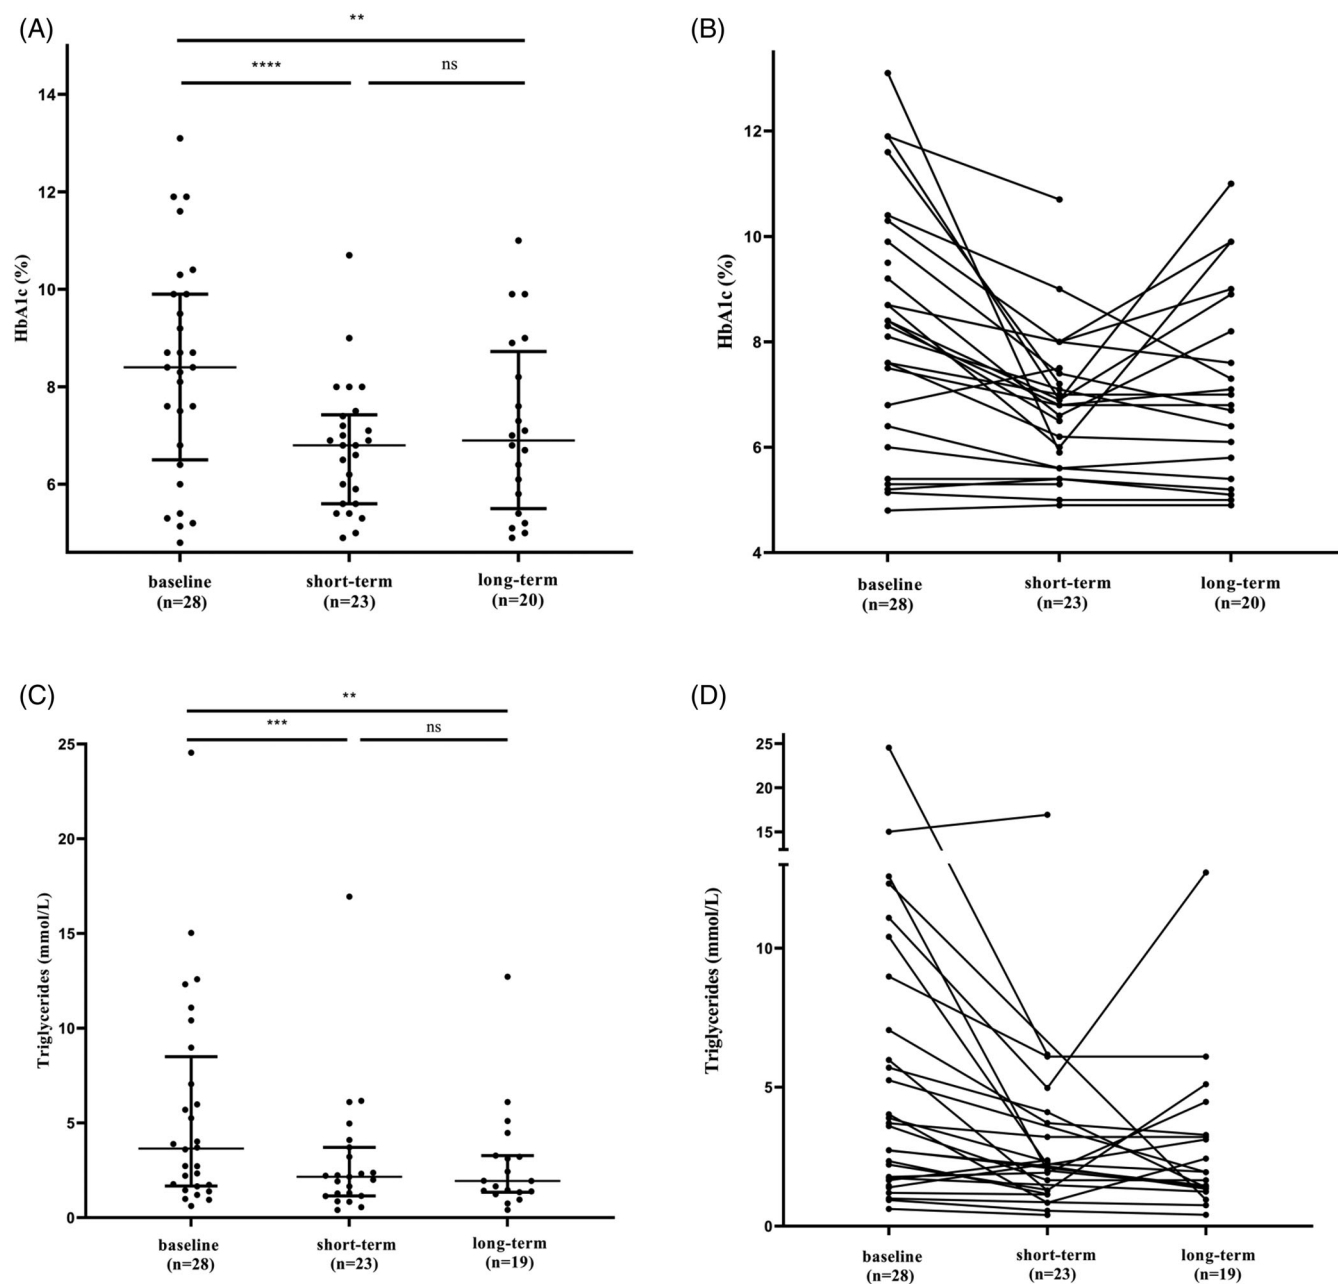 (A)
**
****
ns
14
12
10
8
6
HbA1c (%)
baseline
(n=28)
short-term
(n=23)
long-term
(n=20)
(B)
12
10
8
6
4
HbA1c (%)
baseline
(n=28)
short-term
(n=23)
long-term
(n=20)
(C)
**
***
ns
25
20
15
10
5
0
Triglycerides (mmol/L)
baseline
(n=28)
short-term
(n=23)
long-term
(n=19)
(D)
25
20
15
10
5
0
Triglycerides (mmol/L)
baseline
(n=28)
short-term
(n=23)
long-term
(n=19)